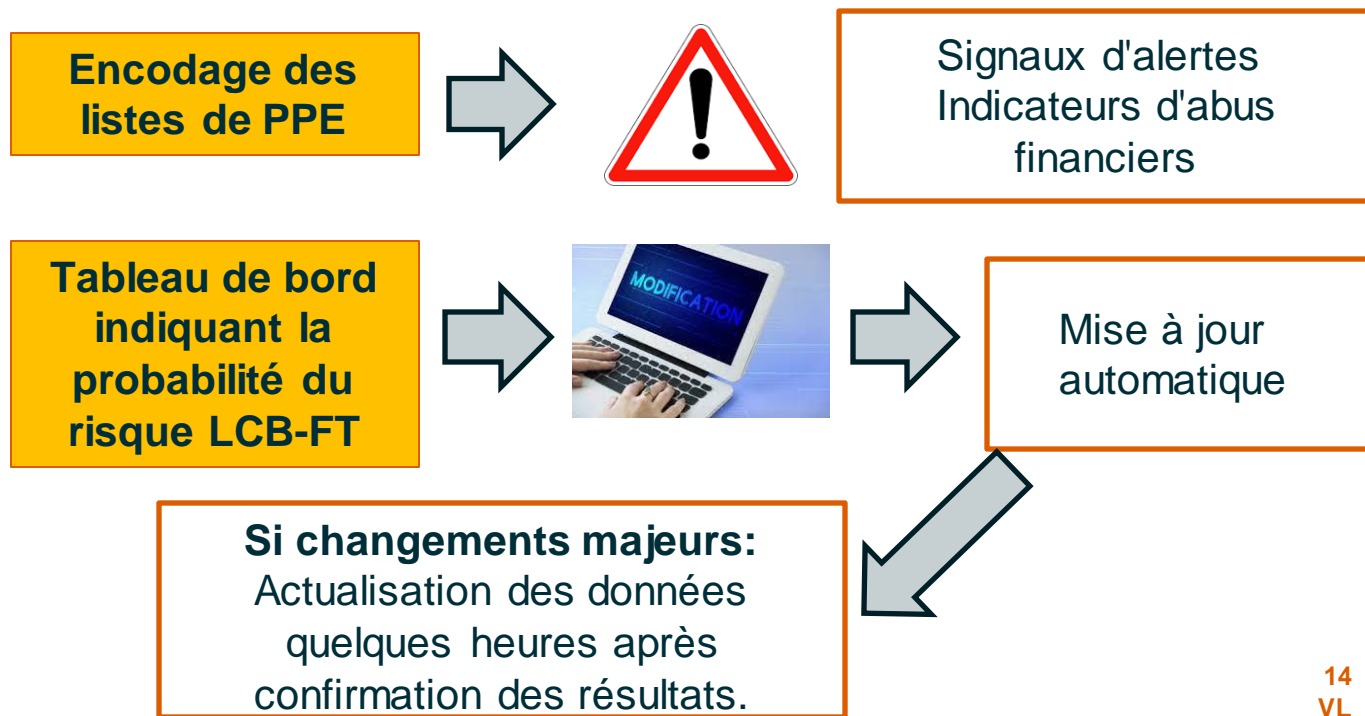 Encodage des
listes de PPE
Signaux d'alertes
Indicateurs d'abus
financiers
Tableau de bord
indiquant la
probabilité du
risque LCB-FT
MODIFICATION
Mise à jour
automatique
Si changements majeurs:
Actualisation des données
quelques heures après
confirmation des résultats.
14
VL